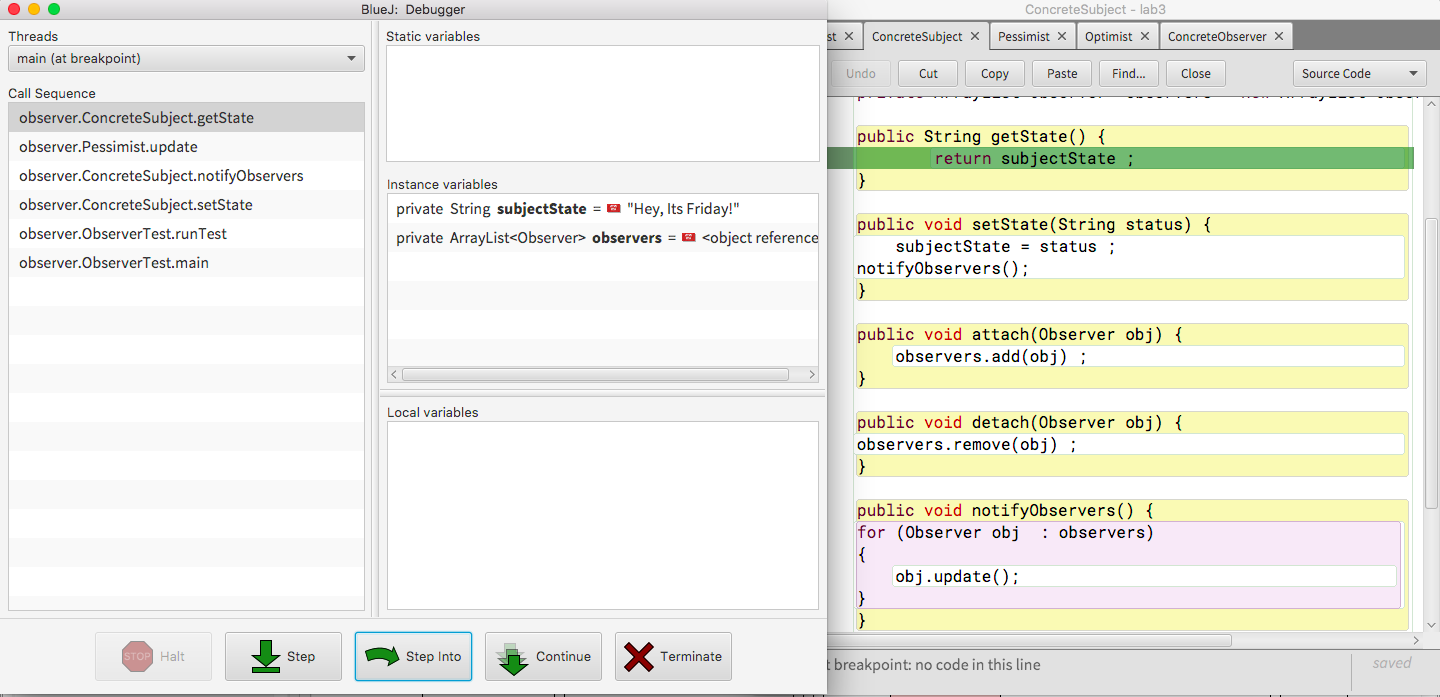 BlueJ: Debugger
Threads
main (at breakpoint)
Call Sequence
observer.ConcreteSubject.getState
observer.Pessimist.update
observer.ConcreteSubject.notifyObservers
observer.ConcreteSubject.setState
observer.ObserverTest.runTest
observer.ObserverTest.main
Static variables
Instance variables
private String subjectState = "Hey, Its Friday!"
private ArrayList<Observer> observers = <object reference
Local variables
STOP Halt
Step
Step Into
Continue
Terminate
ConcreteSubject - lab3
st ✕ ConcreteSubject ✕ Pessimist ✕ Optimist ✕ ConcreteObserver ✕
Undo Cut Copy Paste Find... Close Source Code
public String getState() {
return subjectState ;
}
public void setState(String status) {
subjectState = status ;
notifyObservers();
}
public void attach(Observer obj) {
observers.add(obj) ;
}
public void detach(Observer obj) {
observers.remove(obj) ;
}
public void notifyObservers() {
for (Observer obj  : observers)
{
obj.update();
}
}
t breakpoint: no code in this line
saved